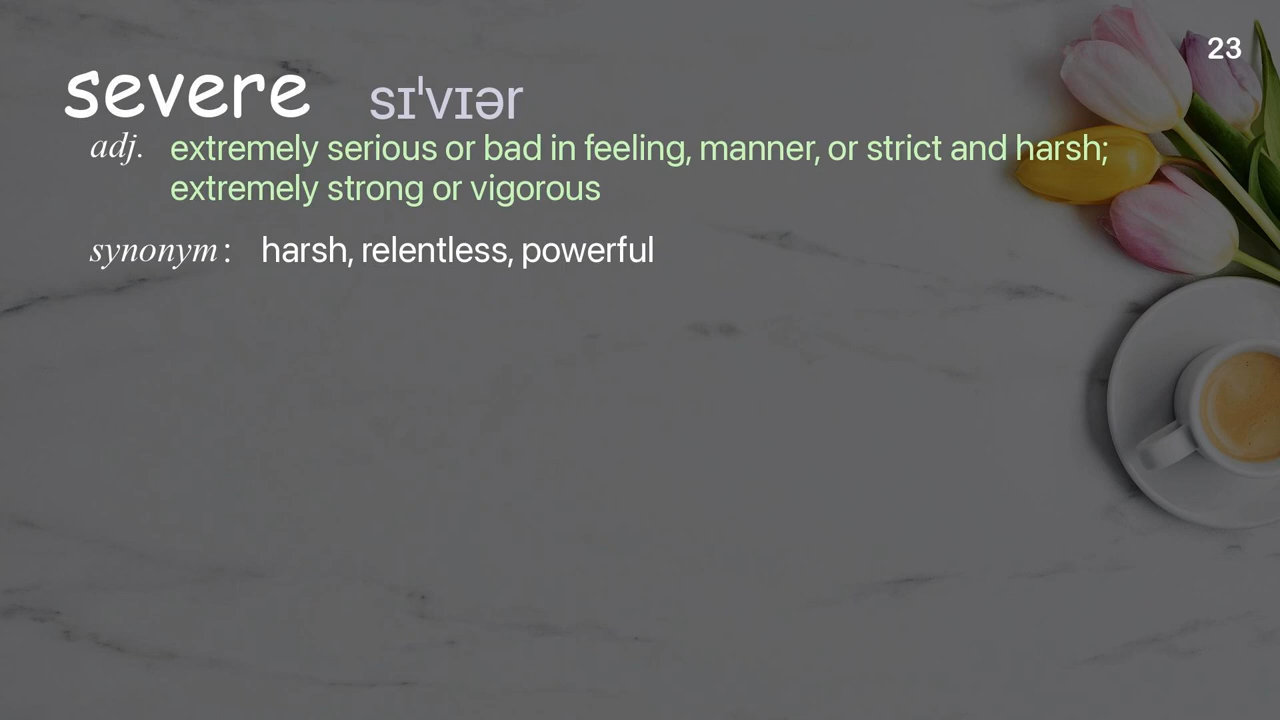 23
severe sɪˈvɪər
adj. extremely serious or bad in feeling, manner, or strict and harsh;
extremely strong or vigorous
synonym: harsh, relentless, powerful